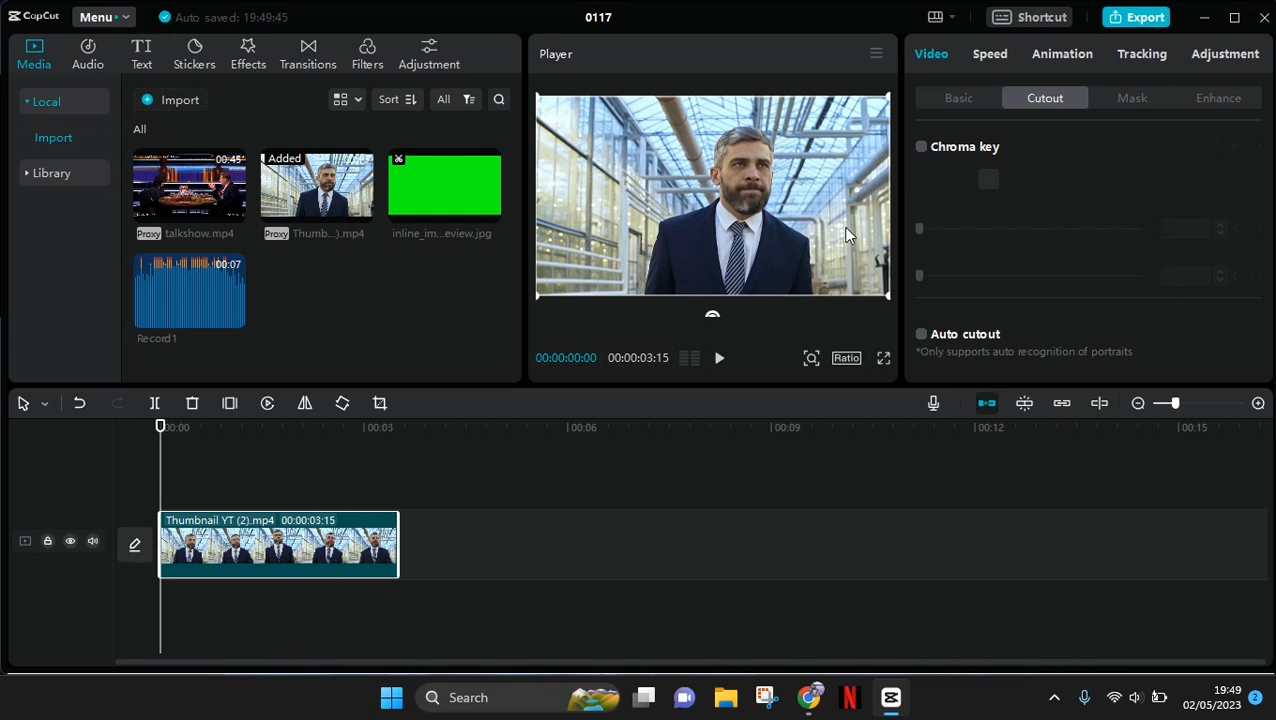 CapCut
Menu
Auto saved: 19:49:45
0117
Shortcut
Export
Media
Audio
Text
Stickers
Effects
Transitions
Filters
Adjustment
Player
Video
Speed
Animation
Tracking
Adjustment
Local
Import
Library
Import
Sort
All
All
00:45
Proxy talkshow.mp4
Added
Proxy Thumb...).mp4
inline_im...eview.jpg
00:07
Record1
00:00:00:00
00:00:03:15
Ratio
Basic
Cutout
Mask
Enhance
Chroma key
Auto cutout
*Only supports auto recognition of portraits
00:00
00:03
00:06
00:09
00:12
00:15
Thumbnail YT (2).mp4 00:00:03:15
Search
19:49
02/05/2023
2